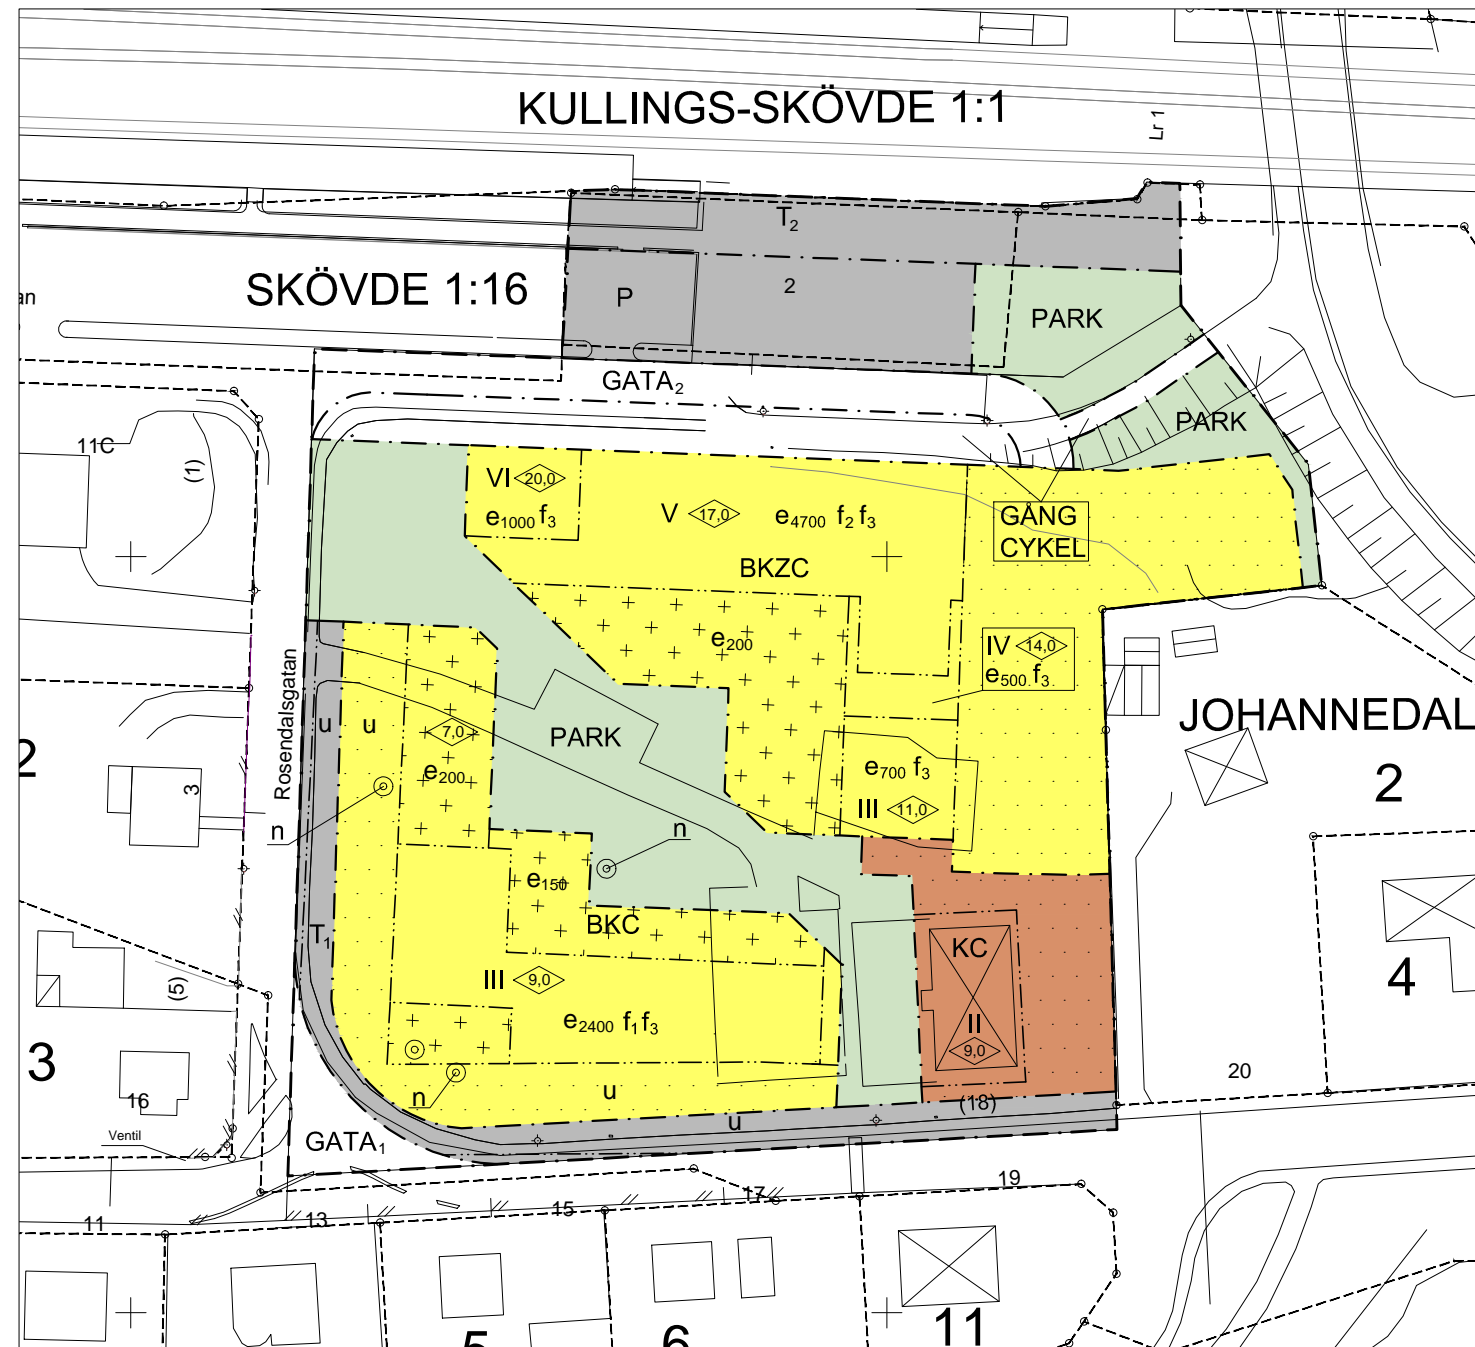 KULLINGS-SKÖVDE 1:1
Lr 1
T2
SKÖVDE 1:16
P
2
PARK
GATA2
PARK
11C
(1)
VI 20,0
e1000 f3
V 17,0
e4700 f2 f3
GÅNG
CYKEL
BKZC
e200
IV 14,0
e500 f3
Rosendalsgatan
u
u
7,0
e200
PARK
JOHANNEDAL
2
2
3
e700 f3
III 11,0
n
n
e150
BKC
T1
KC
III 9,0
4
(5)
e2400 f1 f3
II
9,0
3
16
n
u
20
(18)
Ventil
GATA1
u
11
13
15
17
19
5
6
11